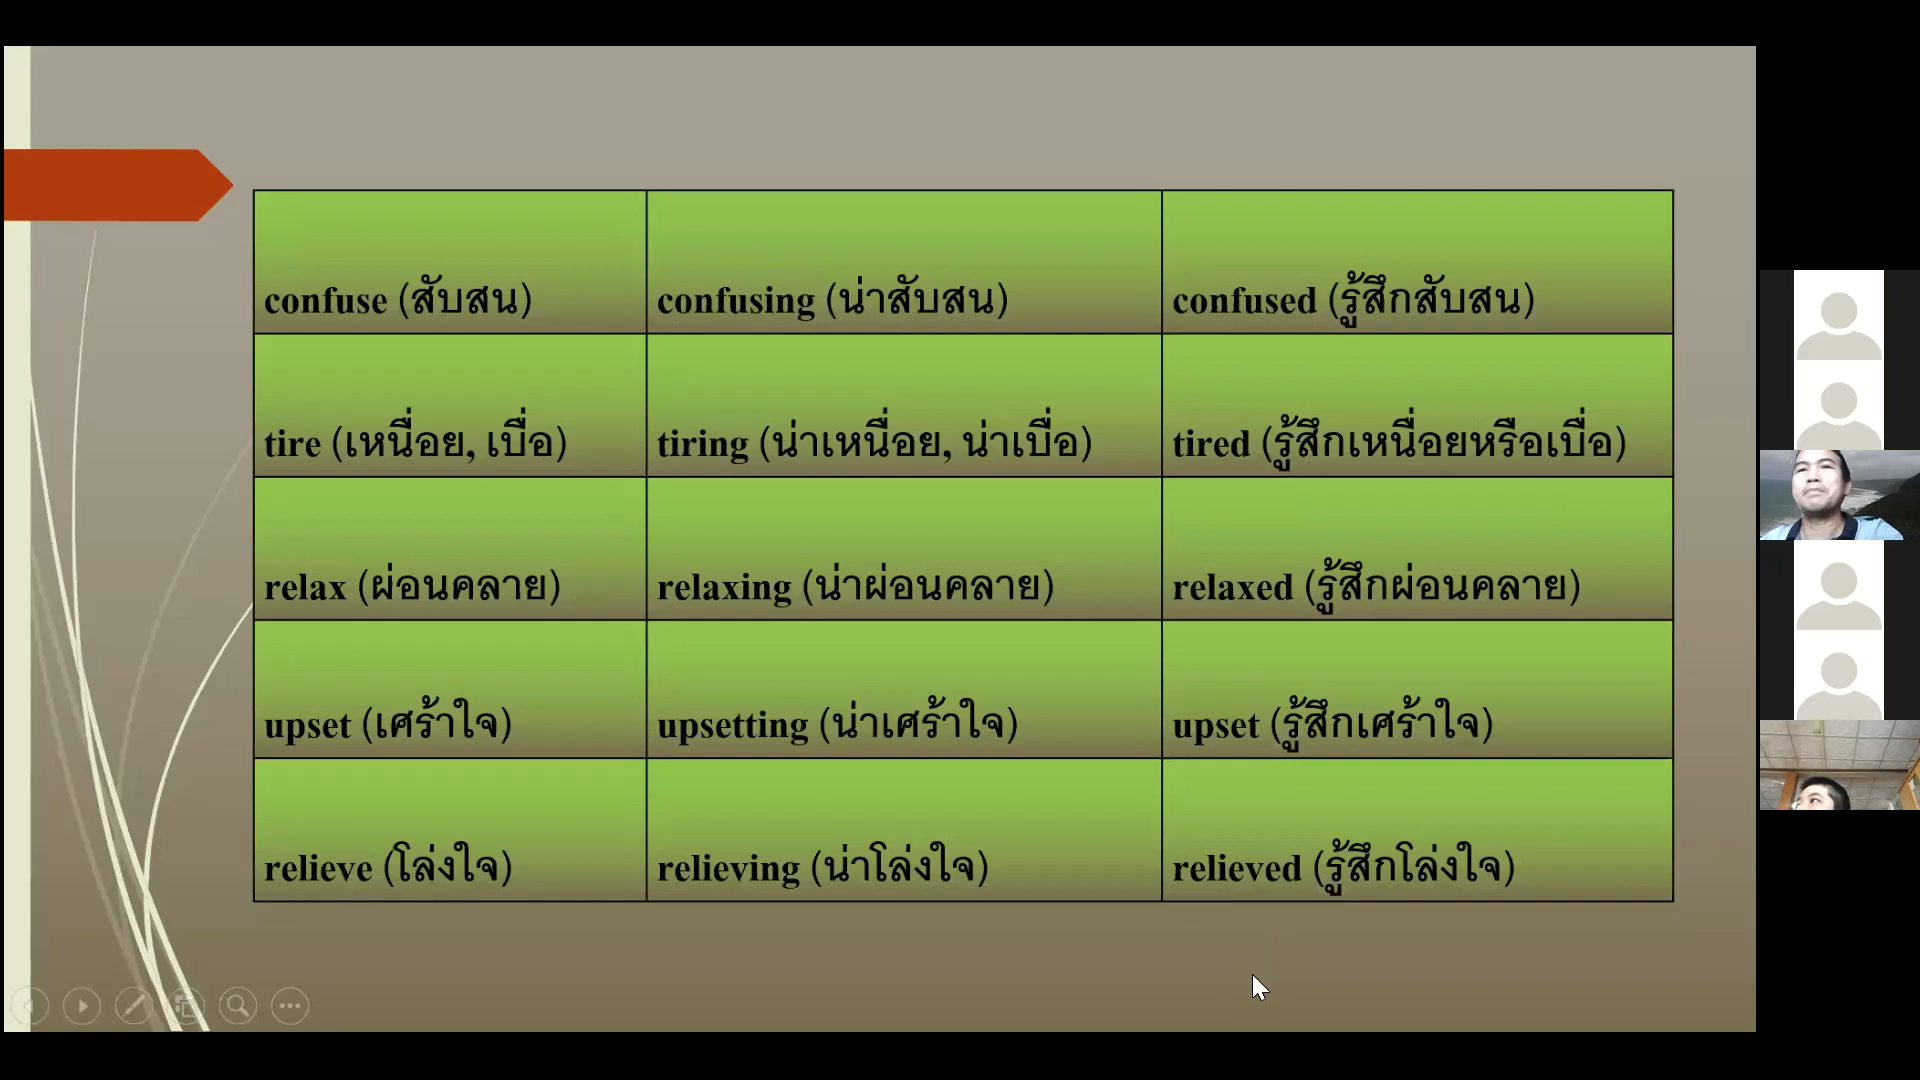 confuse (สับสน) confusing (น่าสับสน) confused (รู้สึกสับสน)
tire (เหนื่อย, เบื่อ) tiring (น่าเหนื่อย, น่าเบื่อ) tired (รู้สึกเหนื่อยหรือเบื่อ)
relax (ผ่อนคลาย) relaxing (น่าผ่อนคลาย) relaxed (รู้สึกผ่อนคลาย)
upset (เศร้าใจ) upsetting (น่าเศร้าใจ) upset (รู้สึกเศร้าใจ)
relieve (โล่งใจ) relieving (น่าโล่งใจ) relieved (รู้สึกโล่งใจ)